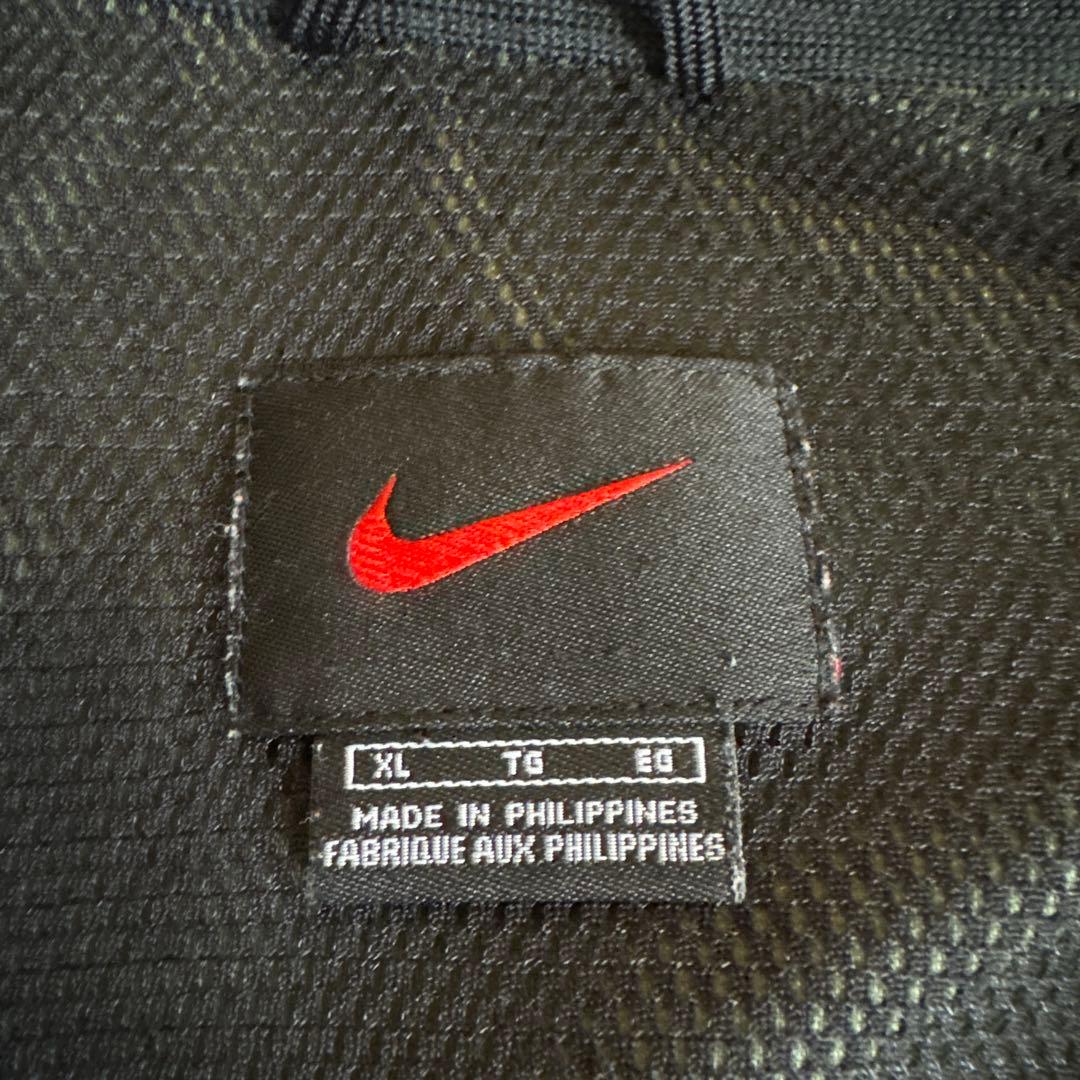 XL TG EG
MADE IN PHILIPPINES
FABRIQUE AUX PHILIPPINES